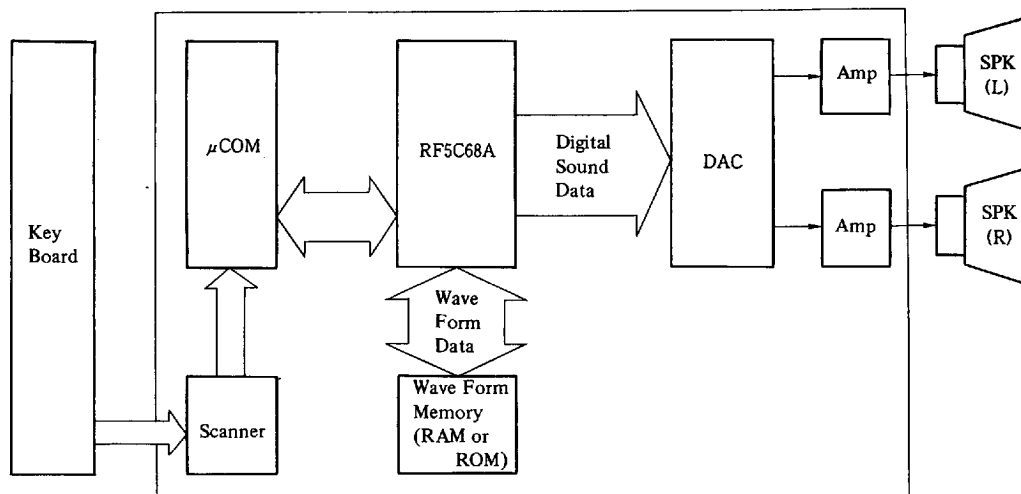 Key
Board
μCOM
Scanner
RF5C68A
Wave
Form
Data
Wave Form
Memory
(RAM or
ROM)
Digital
Sound
Data
DAC
Amp
Amp
SPK
(L)
SPK
(R)